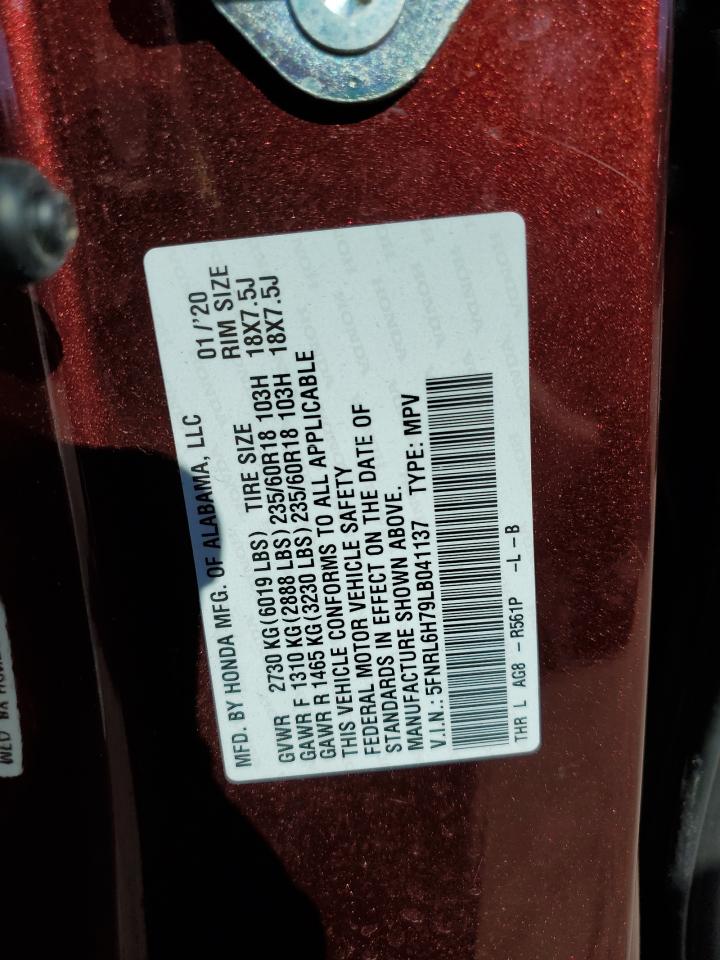 MFD. BY HONDA MFG. OF ALABAMA, LLC 01/'20
GVWR 2730 KG(6019 LBS) TIRE SIZE RIM SIZE
GAWR F 1310 KG(2888 LBS)235/60R18 103H 18X7.5J
GAWR R 1465 KG(3230 LBS)235/60R18 103H 18X7.5J
THIS VEHICLE CONFORMS TO ALL APPLICABLE
FEDERAL MOTOR VEHICLE SAFETY
STANDARDS IN EFFECT ON THE DATE OF
MANUFACTURE SHOWN ABOVE.
V.I.N.: 5FNRL6H79LB041137 TYPE: MPV
THR L AG8 -R561P -L-B